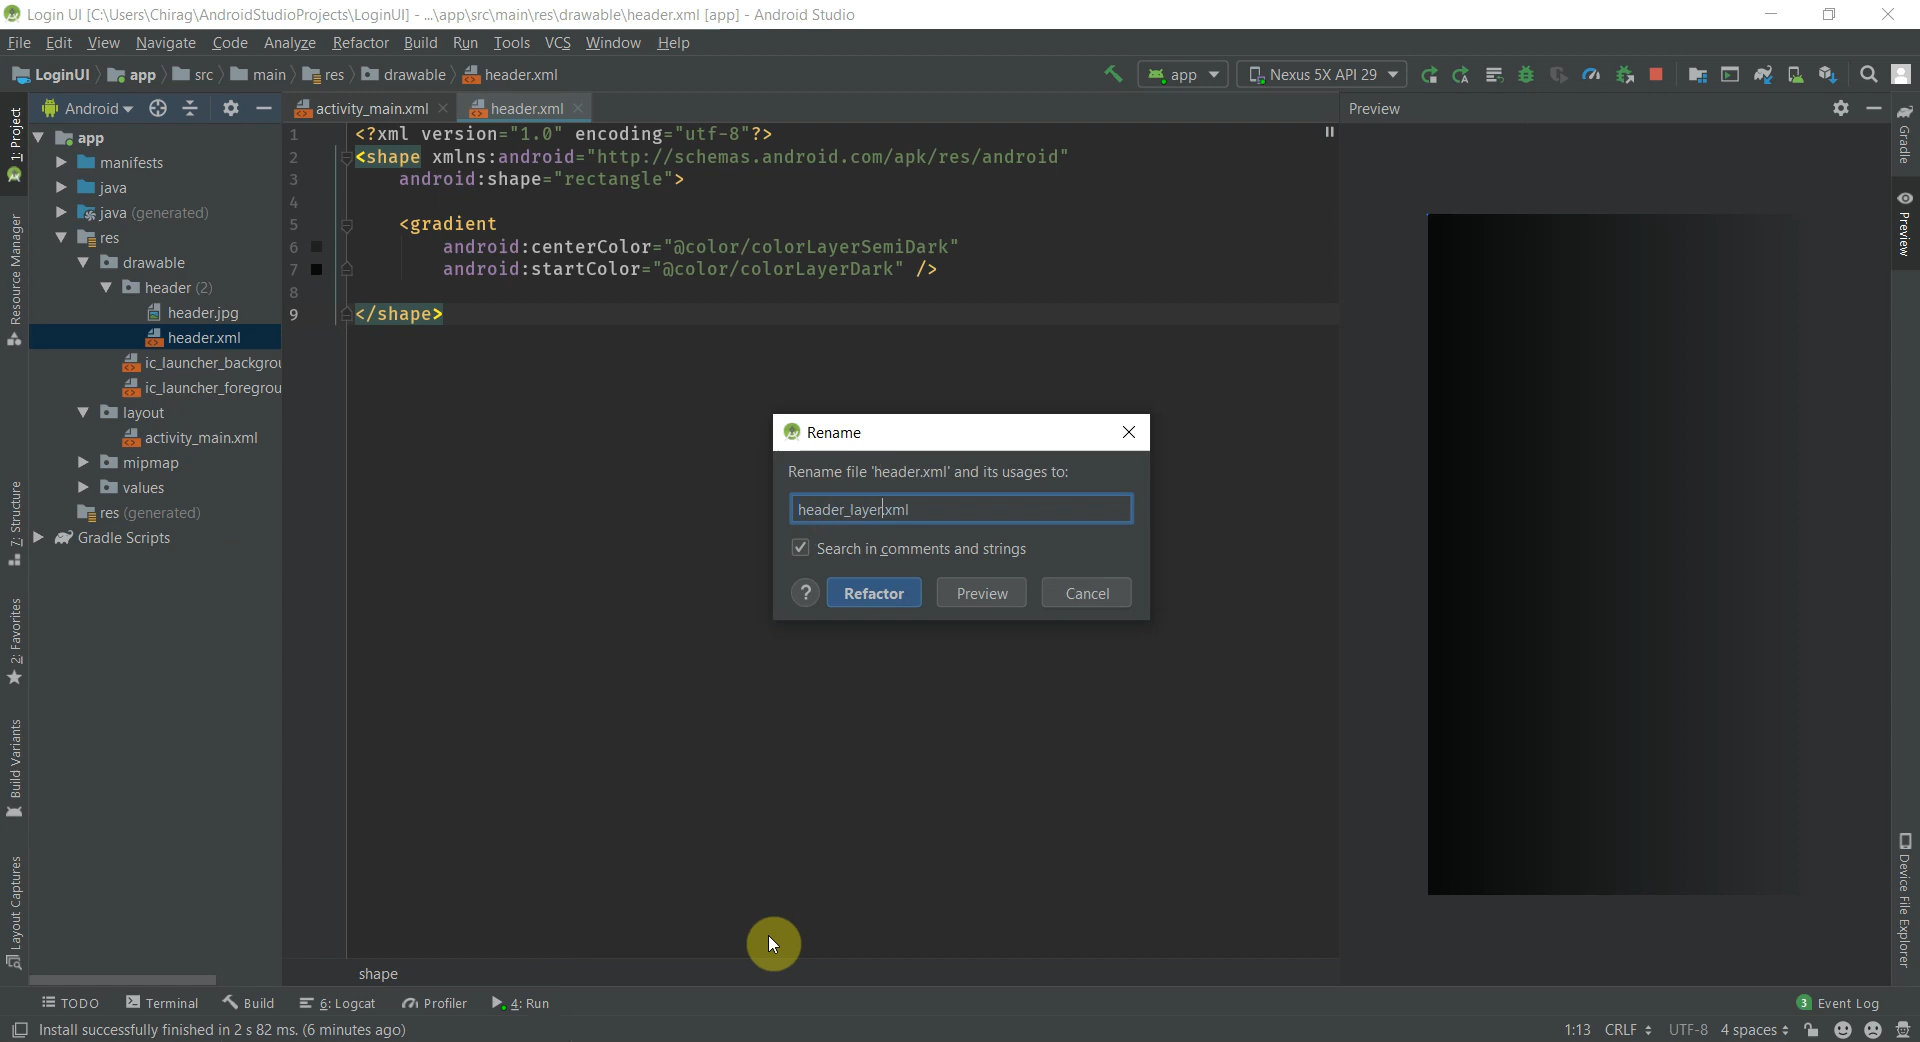 Login UI [C:\Users\Chirag\AndroidStudioProjects\LoginUI] - ...\app\src\main\res\drawable\header.xml [app] - Android Studio
File Edit View Navigate Code Analyze Refactor Build Run Tools VCS Window Help
LoginUI app src main res drawable header.xml app Nexus 5X API 29
Android
activity_main.xml header.xml
Preview
1: Project
Resource Manager
7: Structure
2: Favorites
Build Variants
Layout Captures
app
manifests
java
java (generated)
res
drawable
header (2)
header.jpg
header.xml
ic_launcher_backgrou
ic_launcher_foregrou
layout
activity_main.xml
mipmap
values
res (generated)
Gradle Scripts
1 <?xml version="1.0" encoding="utf-8"?>
2 <shape xmlns:android="http://schemas.android.com/apk/res/android"
3 android:shape="rectangle">
4
5 <gradient
6 android:centerColor="@color/colorLayerSemiDark"
7 android:startColor="@color/colorLayerDark" />
8
9 </shape>
Rename
Rename file 'header.xml' and its usages to:
header_layer.xml
Search in comments and strings
? Refactor Preview Cancel
shape
Gradle
Preview
Device File Explorer
TODO Terminal Build 6: Logcat Profiler 4: Run 3 Event Log
Install successfully finished in 2 s 82 ms. (6 minutes ago) 1:13 CRLF UTF-8 4 spaces